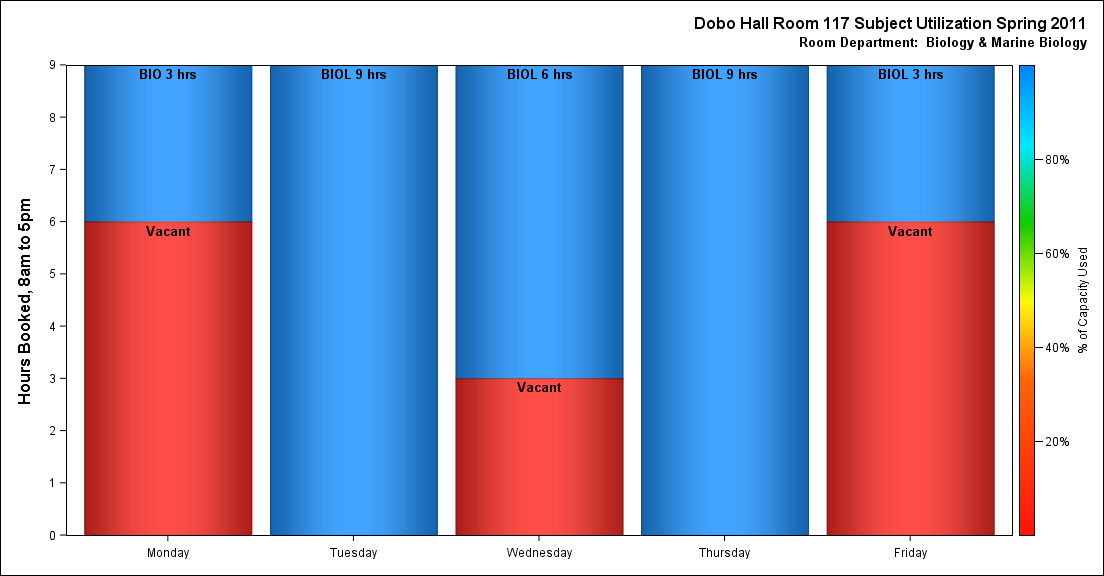 Dobo Hall Room 117 Subject Utilization Spring 2011
Room Department:  Biology & Marine Biology
Hours Booked, 8am to 5pm
9
8
7
6
5
4
3
2
1
0
BIO 3 hrs
BIOL 9 hrs
BIOL 6 hrs
BIOL 9 hrs
BIOL 3 hrs
Vacant
Vacant
Vacant
Monday
Tuesday
Wednesday
Thursday
Friday
80%
60%
40%
20%
% of Capacity Used